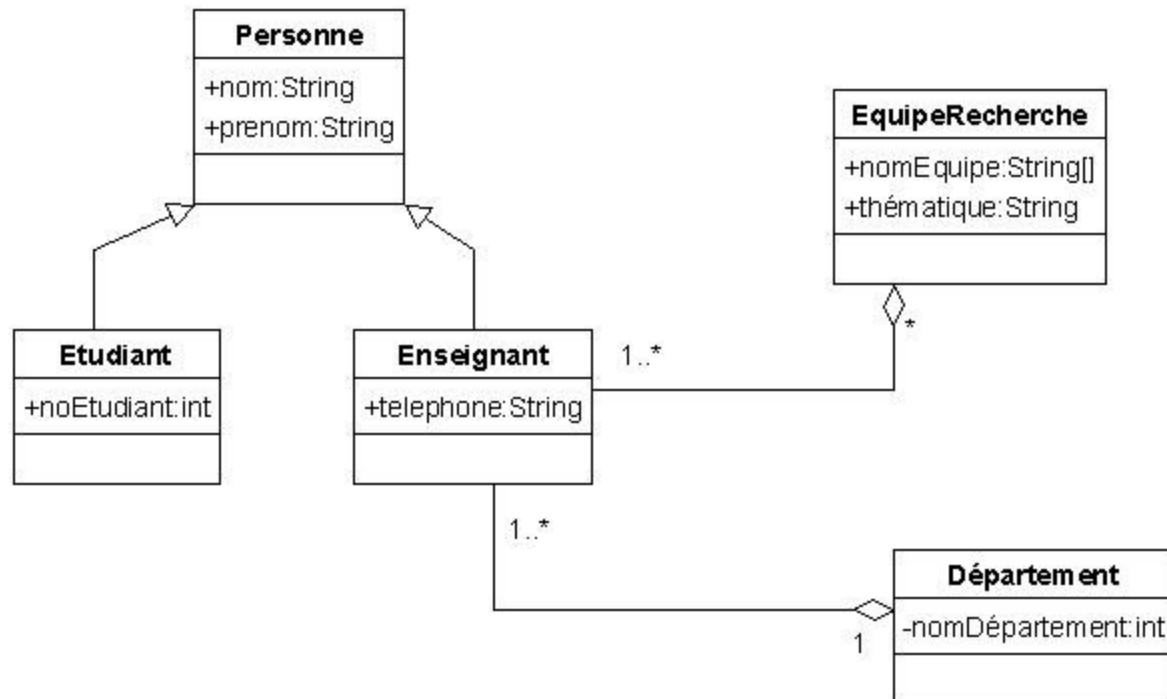 Personne
+nom:String
+prenom:String
EquipeRecherche
+nomEquipe:String[]
+thématique:String
*
Etudiant
+noEtudiant:int
Enseignant
+telephone:String
1..*
1..*
Département
-nomDépartement:int
1